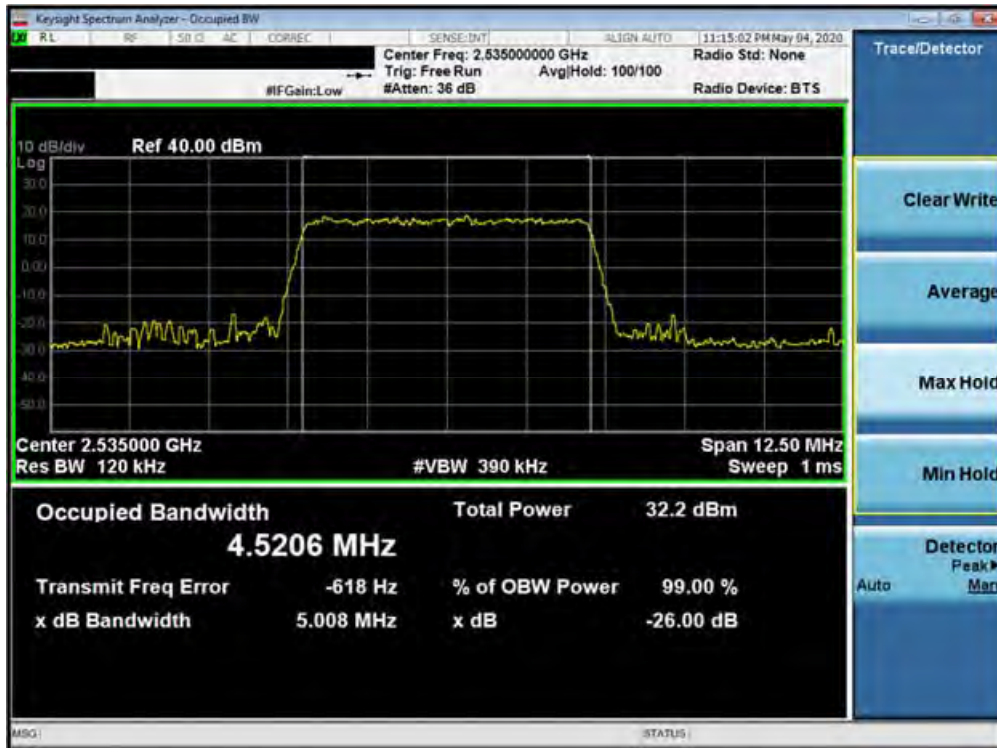 Keysight Spectrum Analyzer - Occupied BW
LXI RL RF 50 Ω AC CORREC SENSE:INT ALIGN AUTO 11:15:02 PM May 04, 2020
Center Freq: 2.535000000 GHz Radio Std: None
Trig: Free Run Avg|Hold: 100/100
#IFGain:Low #Atten: 36 dB Radio Device: BTS
Trace/Detector
10 dB/div Ref 40.00 dBm
Log
30.0
20.0
10.0
0.00
-10.0
-20.0
-30.0
-40.0
-50.0
Center 2.535000 GHz Span 12.50 MHz
Res BW 120 kHz #VBW 390 kHz Sweep 1 ms
Occupied Bandwidth Total Power 32.2 dBm
4.5206 MHz
Transmit Freq Error -618 Hz % of OBW Power 99.00 %
x dB Bandwidth 5.008 MHz x dB -26.00 dB
Clear Write
Average
Max Hold
Min Hold
Detector
Peak
Auto Man
MSG STATUS